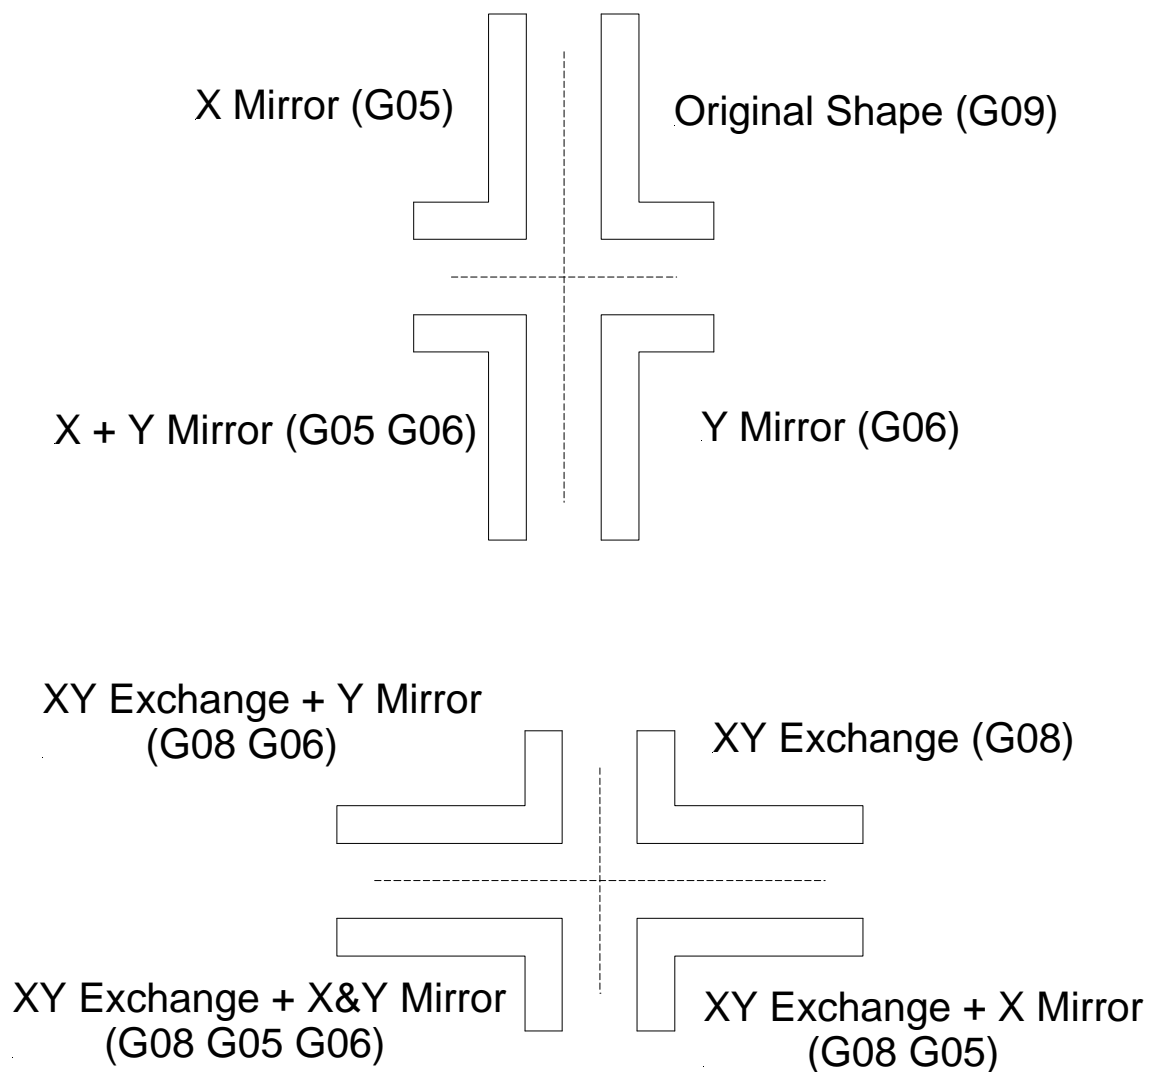 X Mirror (G05)
Original Shape (G09)
X + Y Mirror (G05 G06)
Y Mirror (G06)
XY Exchange + Y Mirror
(G08 G06)
XY Exchange (G08)
XY Exchange + X&Y Mirror
(G08 G05 G06)
XY Exchange + X Mirror
(G08 G05)